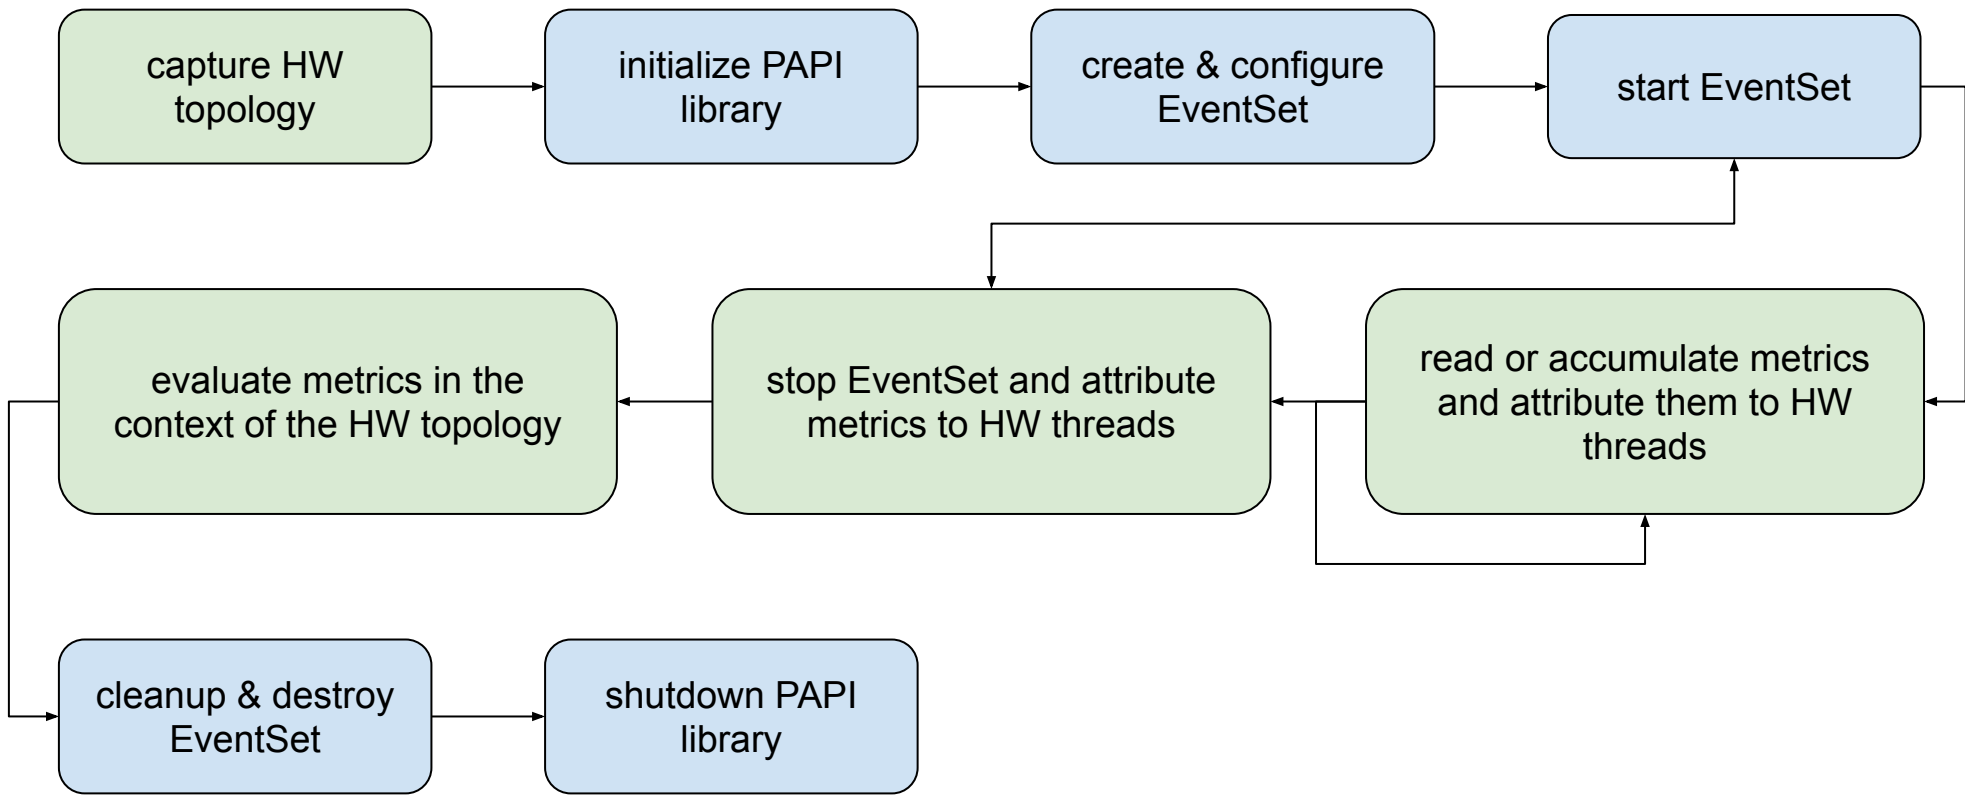 capture HW
topology
initialize PAPI
library
create & configure
EventSet
start EventSet
evaluate metrics in the
context of the HW topology
stop EventSet and attribute
metrics to HW threads
read or accumulate metrics
and attribute them to HW
threads
cleanup & destroy
EventSet
shutdown PAPI
library